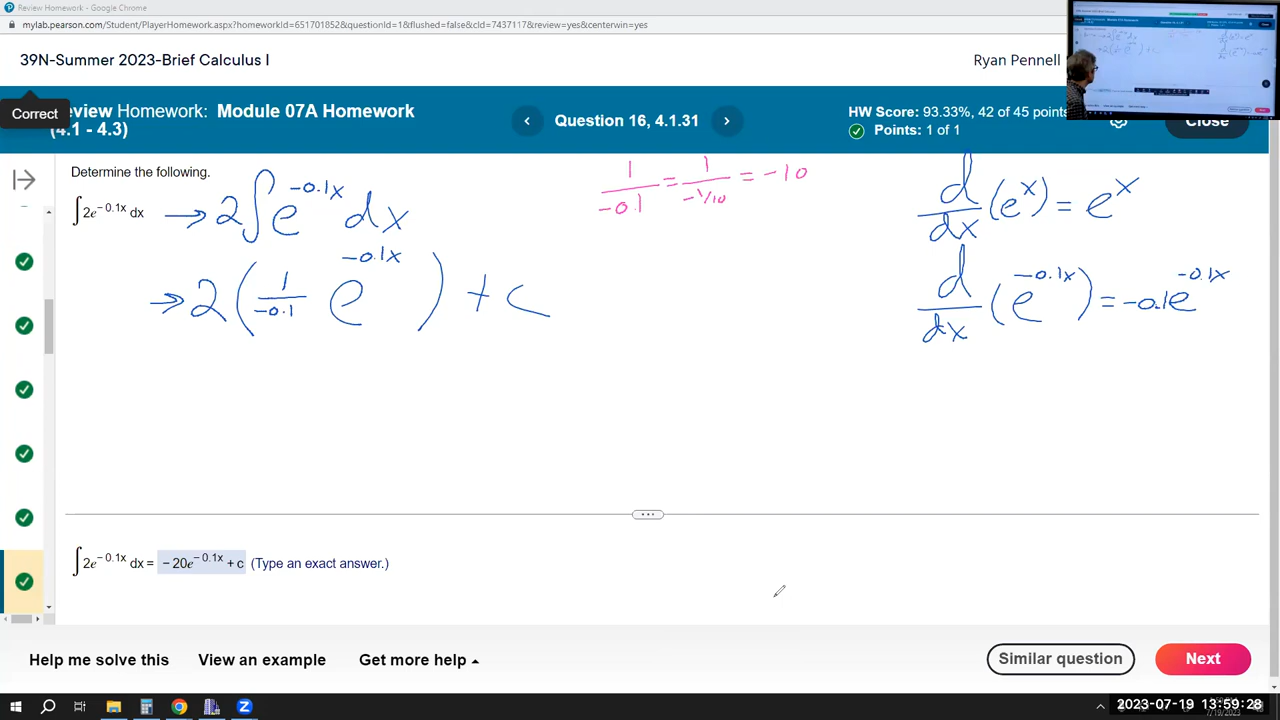 Review Homework - Google Chrome
mylab.pearson.com/Student/PlayerHomework.aspx?homeworkId=651701852&questionId=16&flushed=false&cId=7437117&back=
39N-Summer 2023-Brief Calculus I
Ryan Pennell
Correct
eview Homework: Module 07A Homework
(4.1 - 4.3)
Question 16, 4.1.31
HW Score: 93.33%, 42 of 45 points
Points: 1 of 1
Close
Determine the following.
∫ 2e^{-0.1x} dx
→ 2 ∫ e^{-0.1x} dx
1/-0.1 = 1/-1/10 = -10
d/dx (e^x) = e^x
→ 2 ( 1/-0.1 e^{-0.1x} ) + c
d/dx (e^{-0.1x}) = -0.1e^{-0.1x}
∫ 2e^{-0.1x} dx = -20e^{-0.1x} + c (Type an exact answer.)
Help me solve this
View an example
Get more help
Similar question
Next
2023-07-19 13:59:28